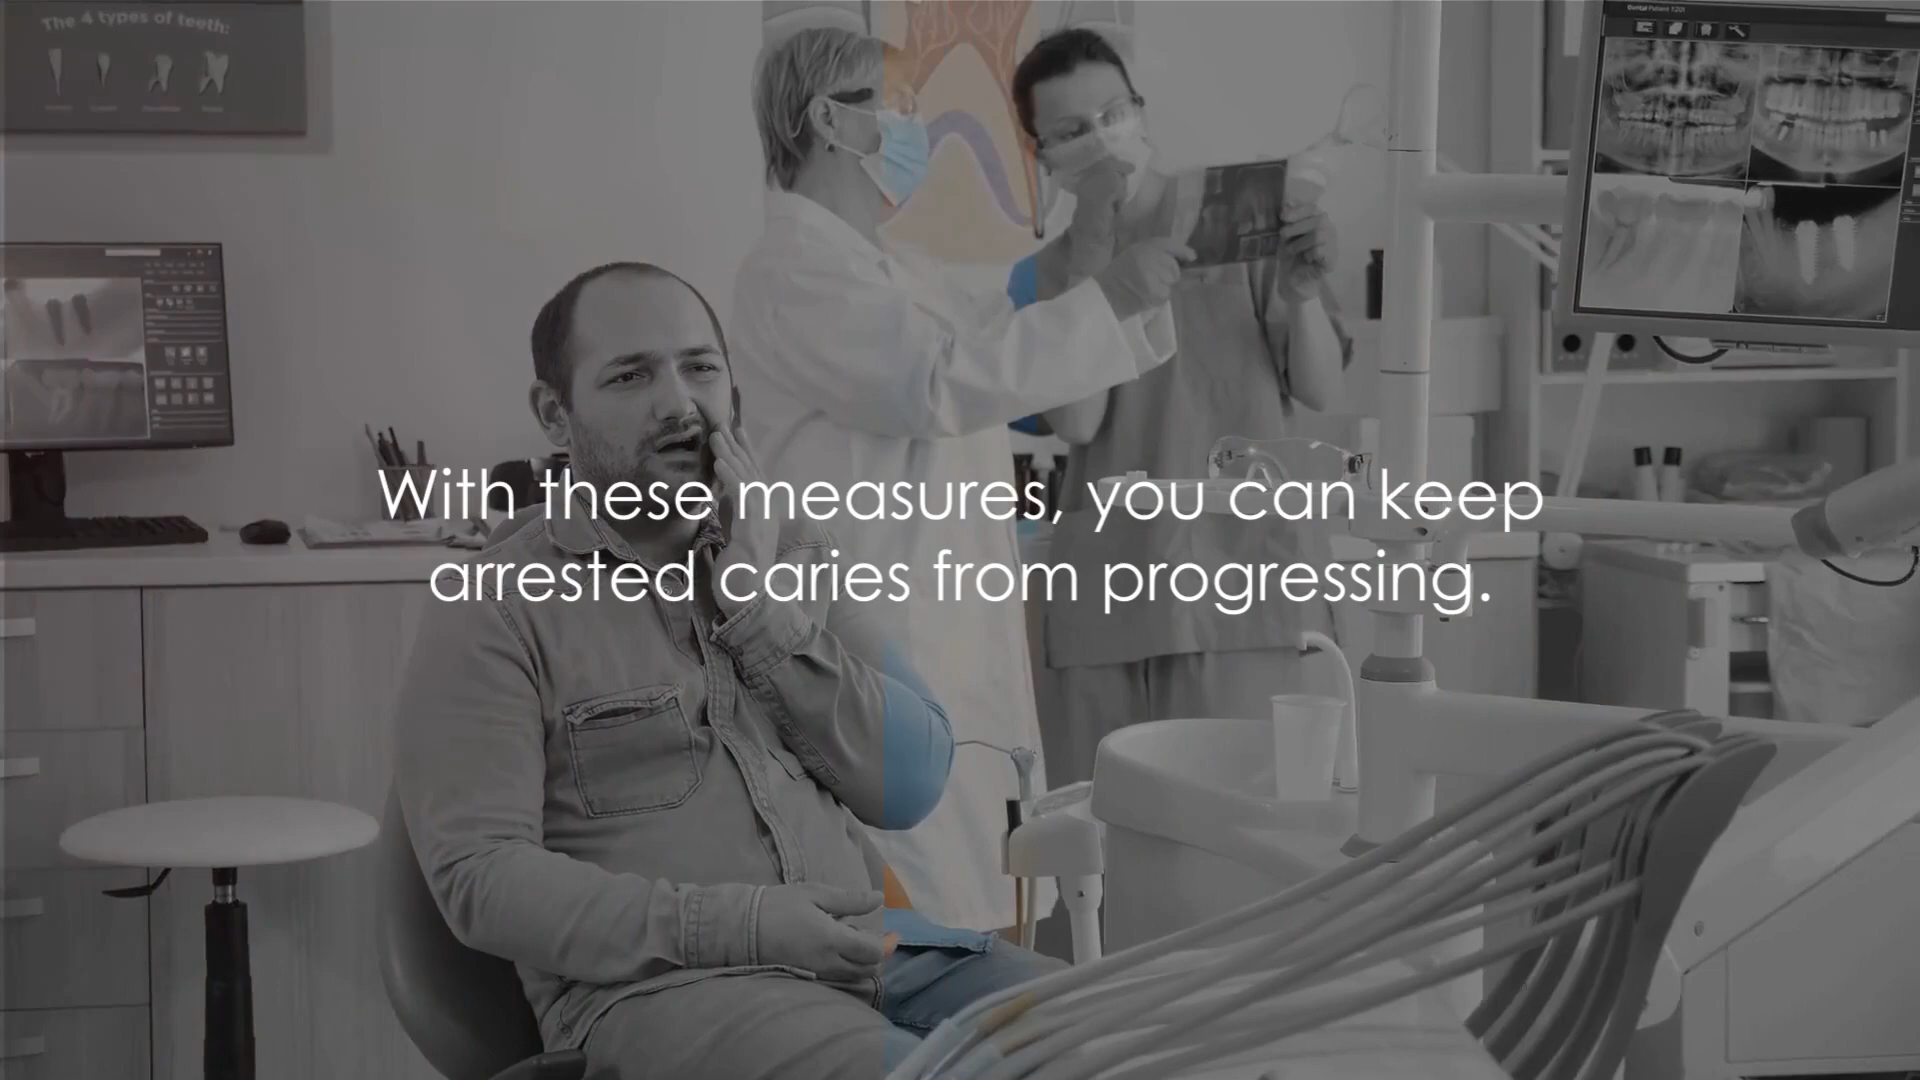 The 4 types of teeth:
With these measures, you can keep
arrested caries from progressing.